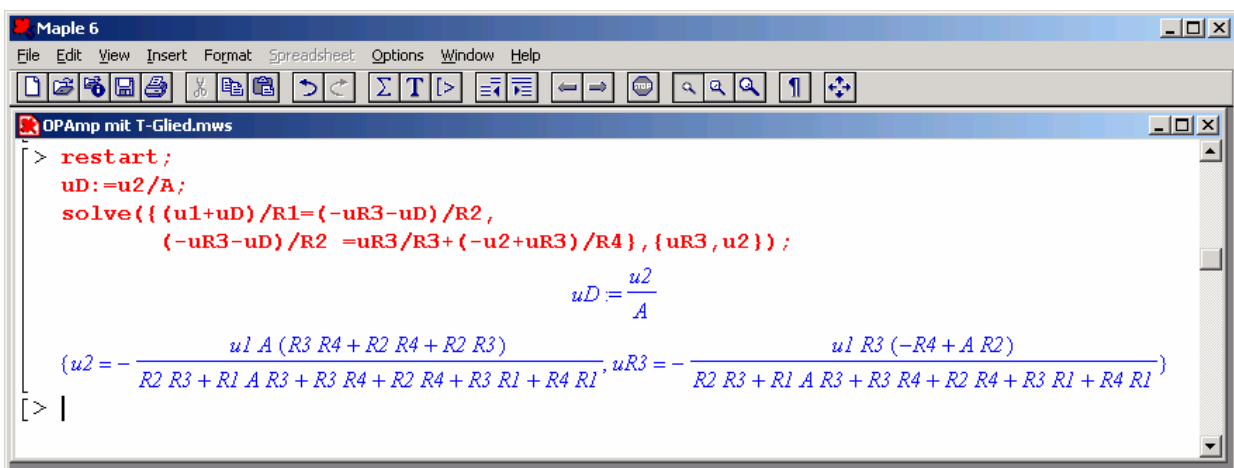 Maple 6
File Edit View Insert Format Spreadsheet Options Window Help
Σ T [> STOP ¶
OPAmp mit T-Glied.mws
[> restart;
uD:=u2/A;
solve({(u1+uD)/R1=(-uR3-uD)/R2,
(-uR3-uD)/R2 =uR3/R3+(-u2+uR3)/R4},{uR3,u2});
uD := u2/A
{u2 = - u1 A (R3 R4 + R2 R4 + R2 R3) / (R2 R3 + R1 A R3 + R3 R4 + R2 R4 + R3 R1 + R4 R1), uR3 = - u1 R3 (-R4 + A R2) / (R2 R3 + R1 A R3 + R3 R4 + R2 R4 + R3 R1 + R4 R1)}
[>